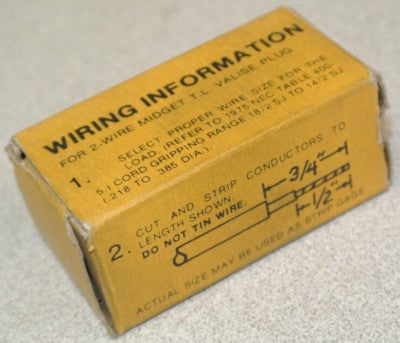 WIRING INFORMATION
FOR 2-WIRE MIDGET T L VALISE PLUG
1. SELECT PROPER WIRE SIZE FOR THE
LOAD. (REFER TO 1975 NEC TABLE 400-
5.) CORD GRIPPING RANGE 18/2 SJ TO 14/2 SJ
(.218 TO .385 DIA.)
2. CUT AND STRIP CONDUCTORS TO
LENGTH SHOWN.
DO NOT TIN WIRE.
3/4"
1/2"
ACTUAL SIZE MAY BE USED AS STRIP GAGE